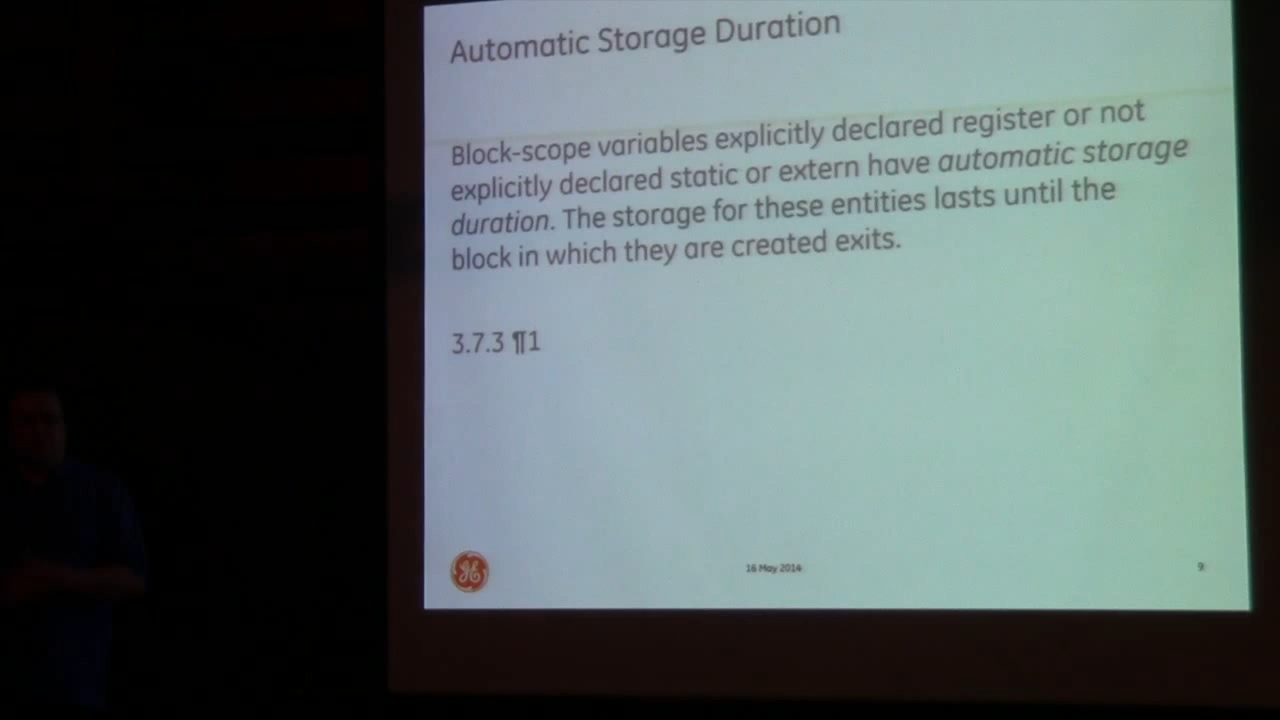 Automatic Storage Duration
Block-scope variables explicitly declared register or not
explicitly declared static or extern have automatic storage
duration. The storage for these entities lasts until the
block in which they are created exits.
3.7.3 ¶1
16 May 2014
9